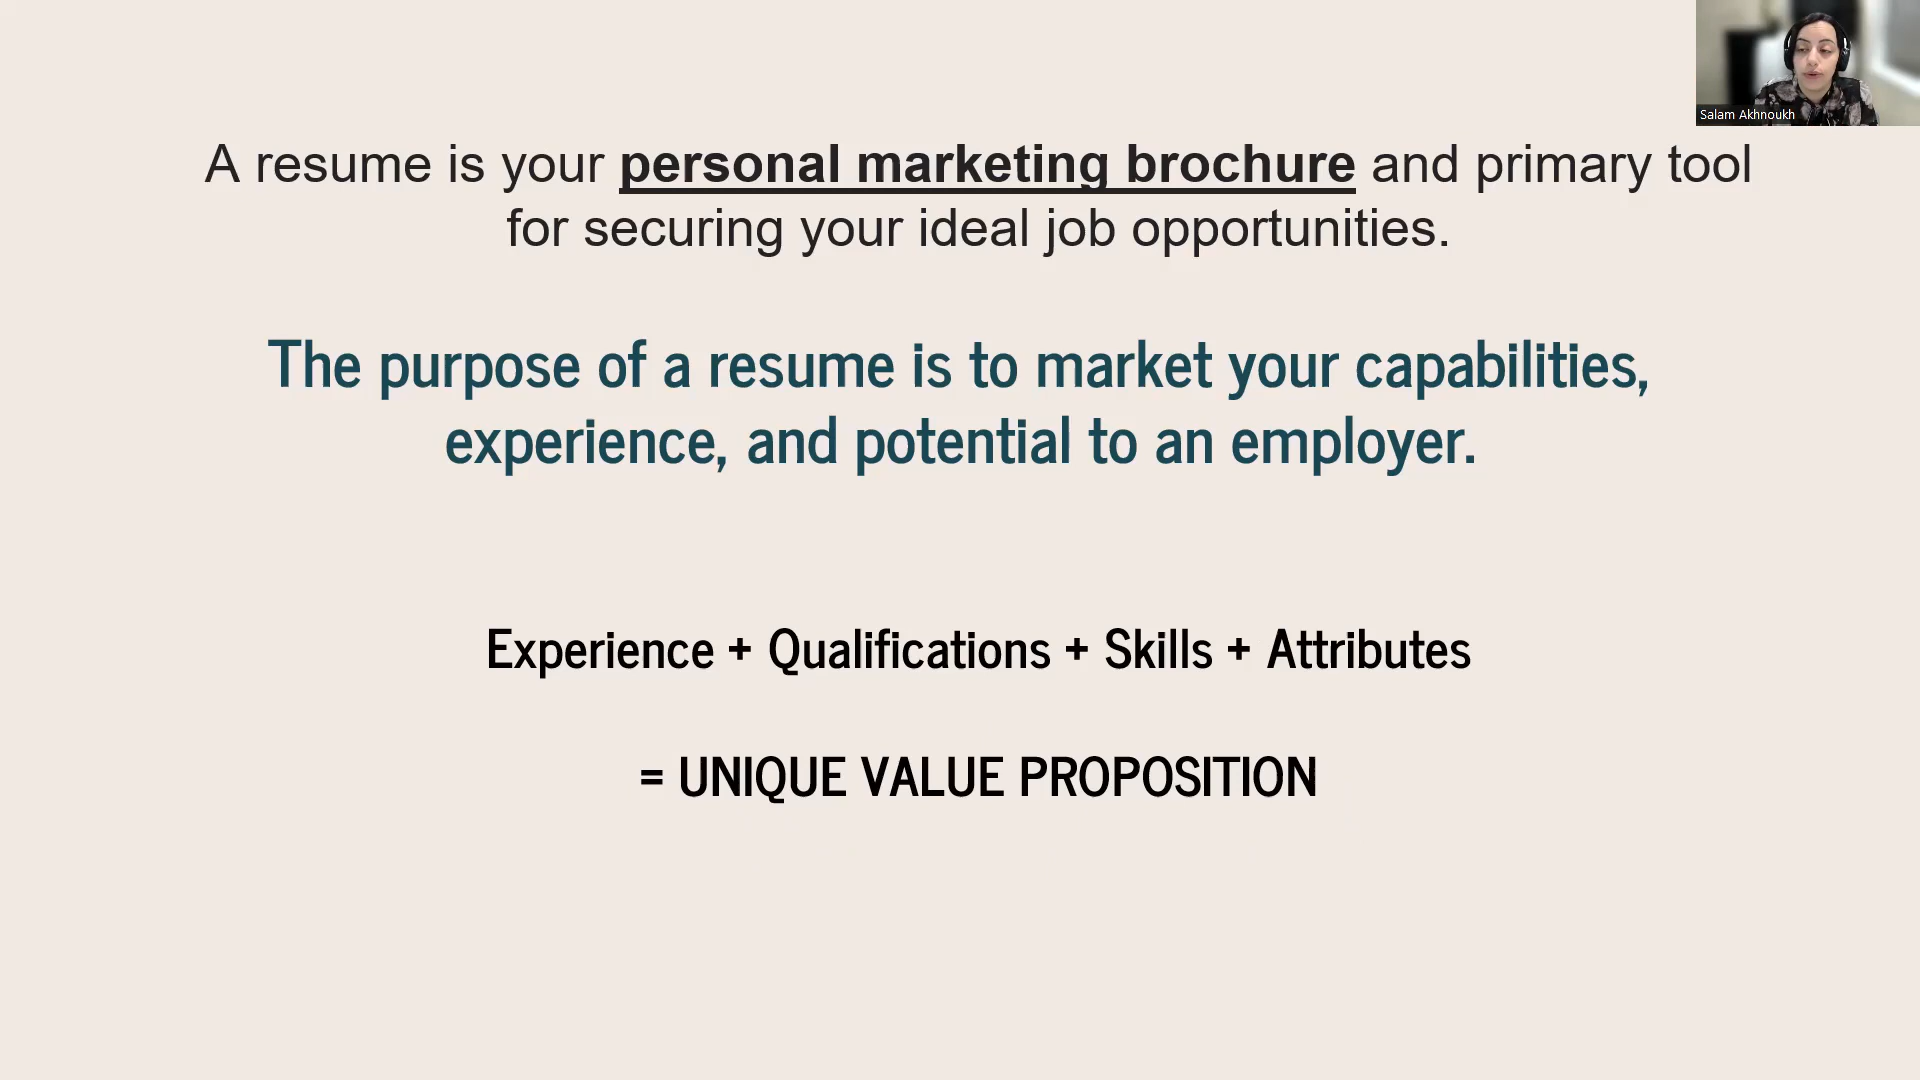 Salam Akhnoukh
A resume is your personal marketing brochure and primary tool
for securing your ideal job opportunities.
The purpose of a resume is to market your capabilities,
experience, and potential to an employer.
Experience + Qualifications + Skills + Attributes
= UNIQUE VALUE PROPOSITION